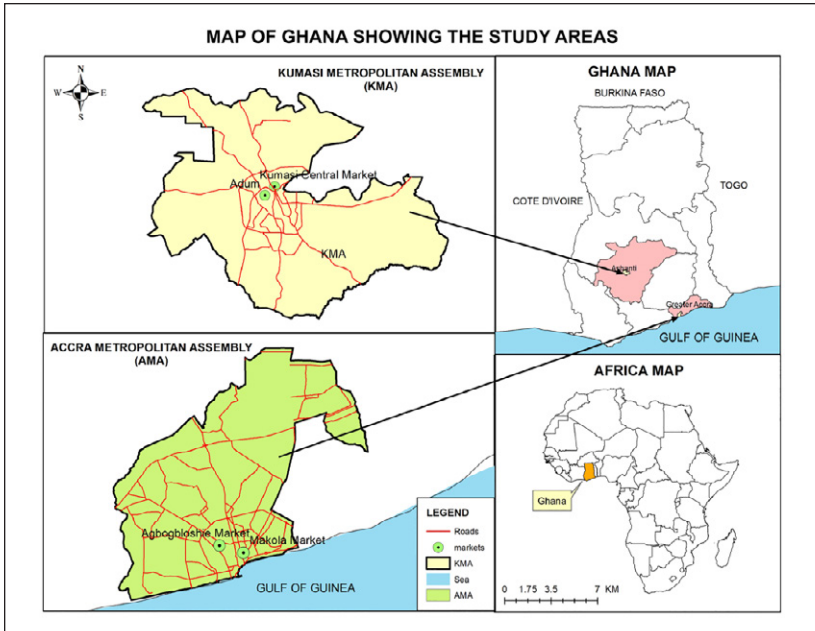 MAP OF GHANA SHOWING THE STUDY AREAS
N
W
E
S
KUMASI METROPOLITAN ASSEMBLY
(KMA)
Kumasi Central Market
Adum
KMA
GHANA MAP
BURKINA FASO
COTE D'IVOIRE
TOGO
Ashanti
Greater Accra
GULF OF GUINEA
ACCRA METROPOLITAN ASSEMBLY
(AMA)
Agbogbloshie Market
Makola Market
GULF OF GUINEA
LEGEND
Roads
markets
KMA
Sea
AMA
AFRICA MAP
Ghana
0 1.75 3.5 7 KM